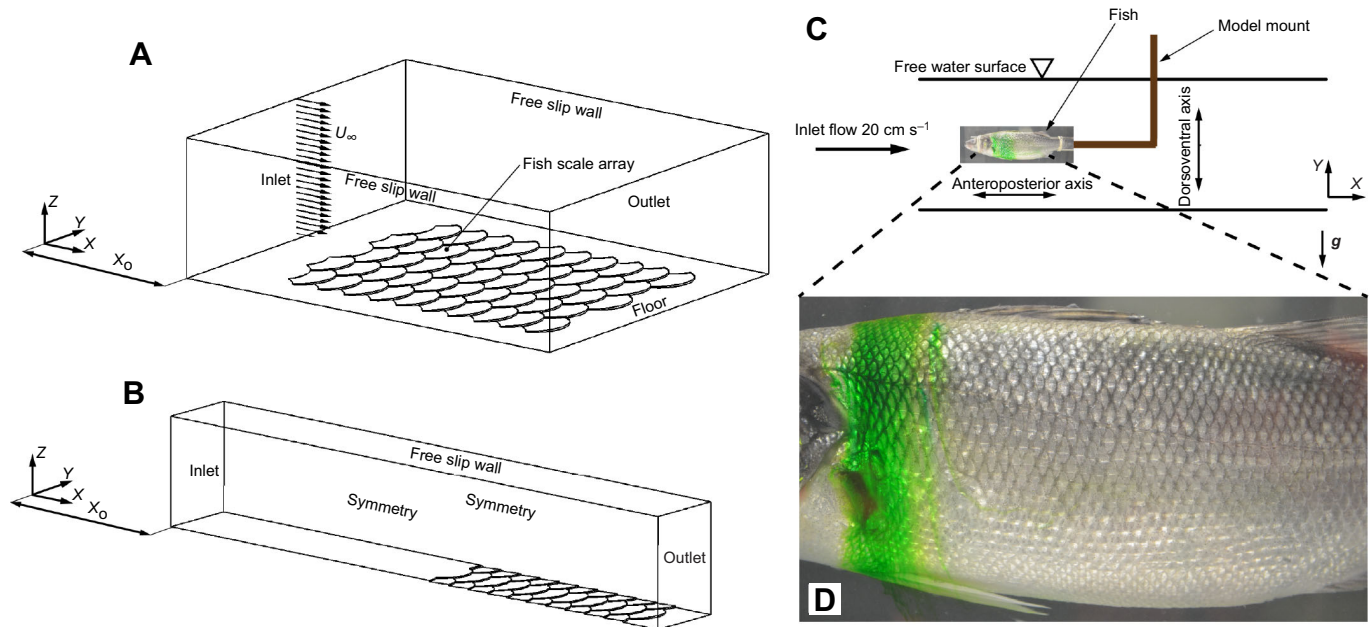 A
Free slip wall
U∞
Fish scale array
Inlet
Free slip wall
Outlet
Z
Y
X
Xo
Floor
B
Z
Y
X
Xo
Inlet
Free slip wall
Symmetry
Symmetry
Outlet
C
Fish
Model mount
Free water surface
Inlet flow 20 cm s–1
Dorsoventral axis
Anteroposterior axis
Y
X
g
D